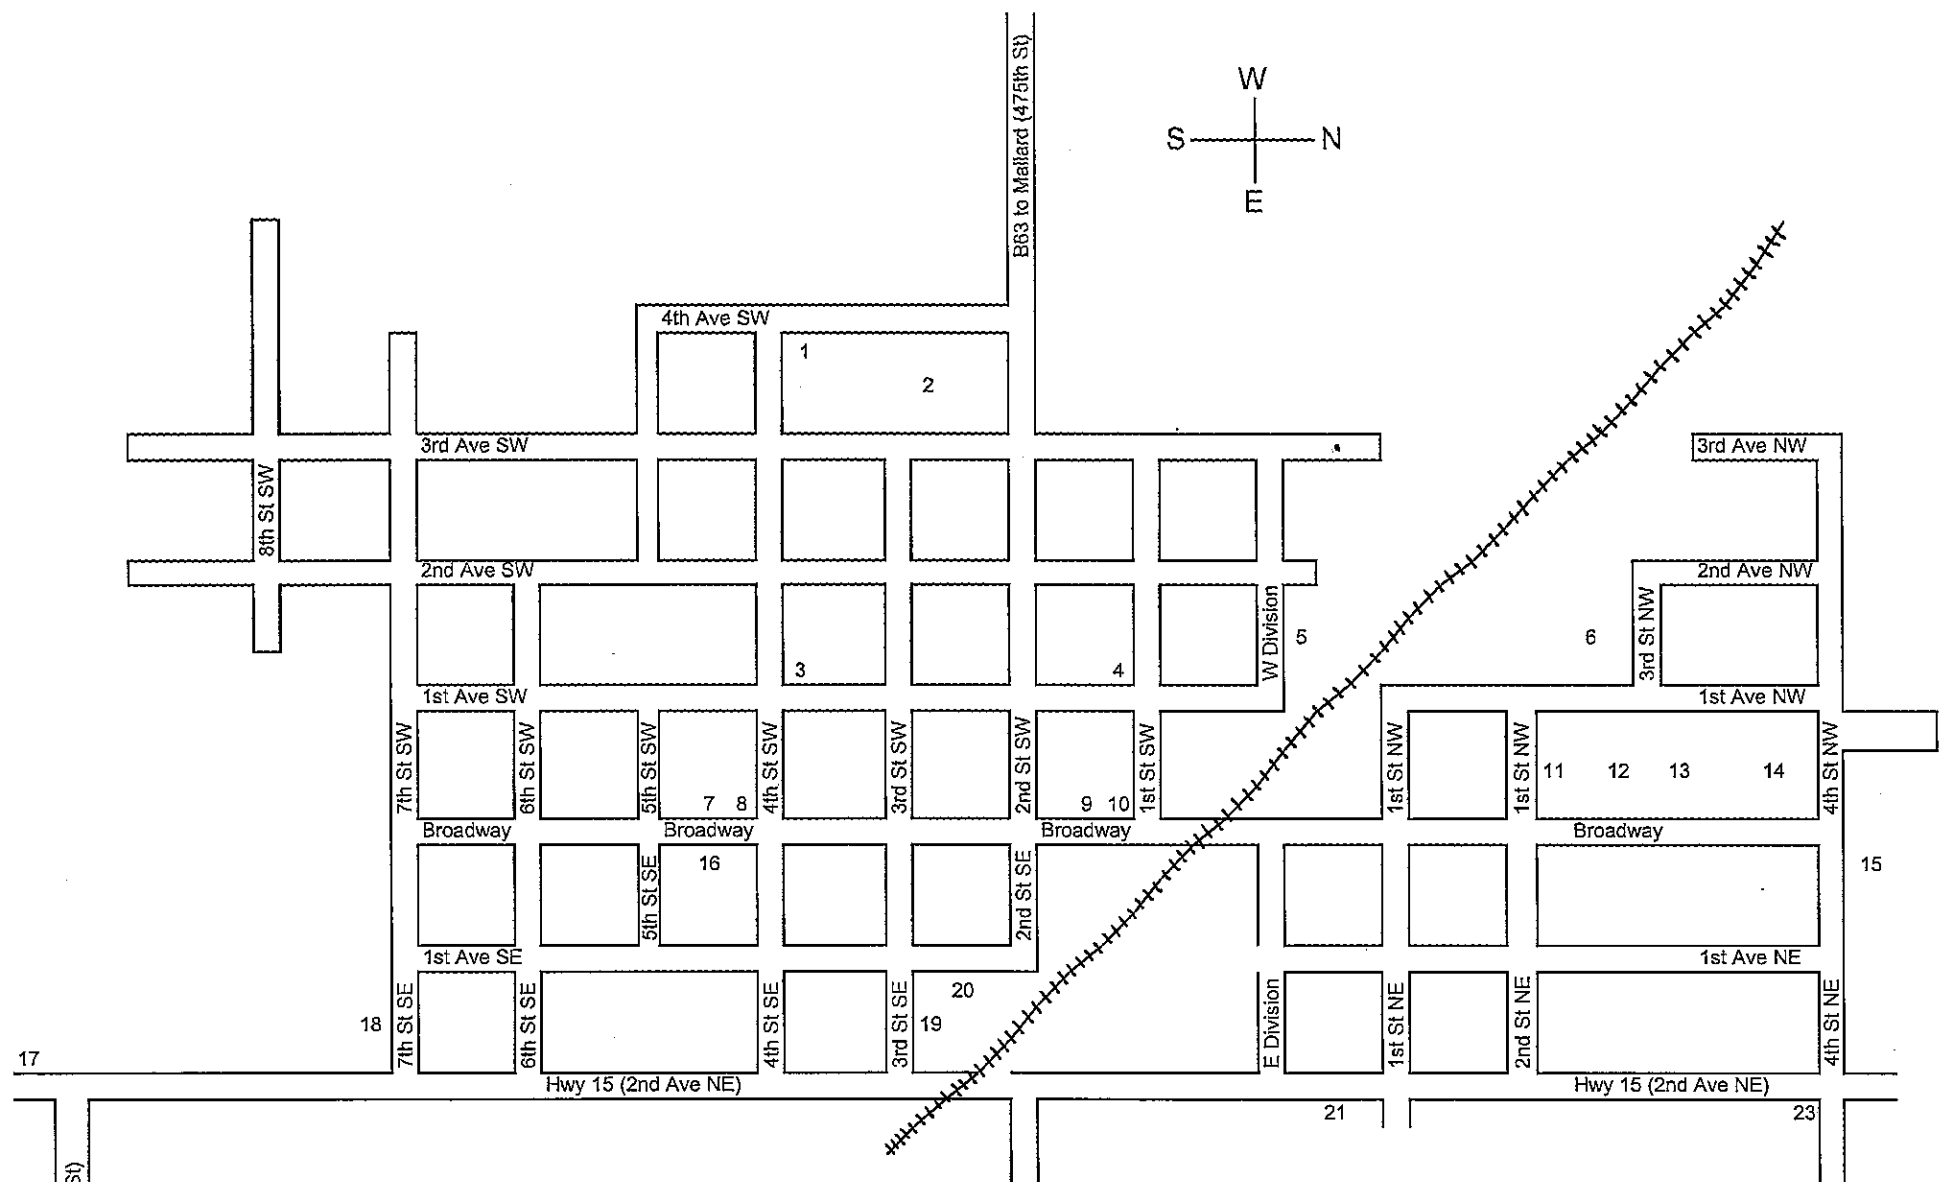 B63 to Mallard (475th St)
W
S N
E
4th Ave SW
1
2
3rd Ave SW
3rd Ave NW
8th St SW
2nd Ave SW
2nd Ave NW
W Division
5
6
3rd St NW
3
4
1st Ave SW
1st Ave NW
7th St SW
6th St SW
5th St SW
4th St SW
3rd St SW
2nd St SW
1st St SW
1st St NW
1st St NW
4th St NW
11
12
13
14
7
8
9
10
Broadway
Broadway
Broadway
Broadway
15
16
5th St SE
2nd St SE
1st Ave SE
1st Ave NE
20
18
7th St SE
6th St SE
4th St SE
3rd St SE
19
E Division
1st St NE
2nd St NE
4th St NE
17
Hwy 15 (2nd Ave NE)
Hwy 15 (2nd Ave NE)
21
23
St)